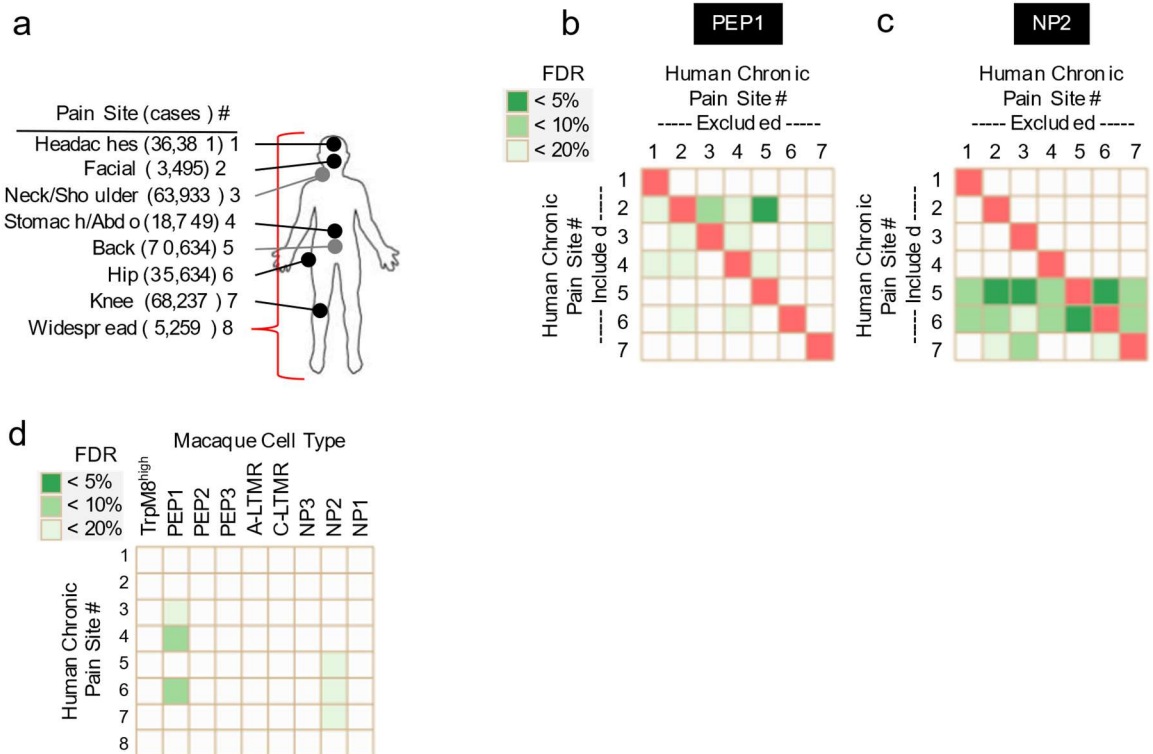 a
Pain Site (cases) #
Headaches (36,381) 1
Facial (3,495) 2
Neck/Shoulder (63,933) 3
Stomach/Abdo (18,749) 4
Back (70,634) 5
Hip (35,634) 6
Knee (68,237) 7
Widespread (5,259) 8
b
PEP1
FDR
< 5%
< 10%
< 20%
Human Chronic
Pain Site #
----- Excluded -----
1 2 3 4 5 6 7
Human Chronic
Pain Site #
----- Included -----
1
2
3
4
5
6
7
c
NP2
Human Chronic
Pain Site #
----- Excluded -----
1 2 3 4 5 6 7
Human Chronic
Pain Site #
----- Included -----
1
2
3
4
5
6
7
d
FDR
< 5%
< 10%
< 20%
Macaque Cell Type
TrpM8high
PEP1
PEP2
PEP3
A-LTMR
C-LTMR
NP3
NP2
NP1
Human Chronic
Pain Site #
1
2
3
4
5
6
7
8